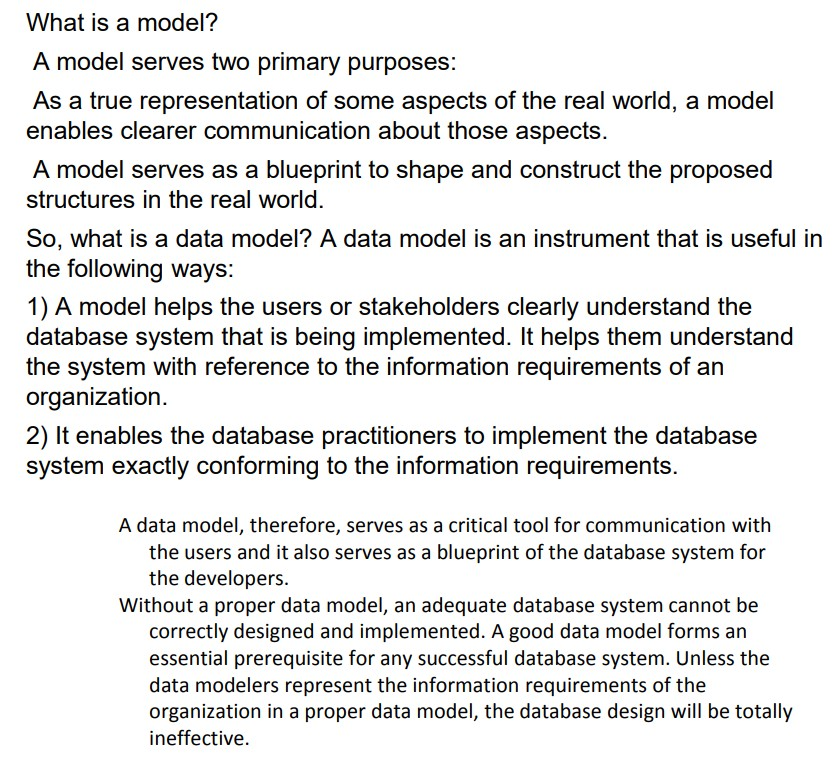 What is a model?
A model serves two primary purposes:
As a true representation of some aspects of the real world, a model
enables clearer communication about those aspects.
A model serves as a blueprint to shape and construct the proposed
structures in the real world.
So, what is a data model? A data model is an instrument that is useful in
the following ways:
1) A model helps the users or stakeholders clearly understand the
database system that is being implemented. It helps them understand
the system with reference to the information requirements of an
organization.
2) It enables the database practitioners to implement the database
system exactly conforming to the information requirements.
A data model, therefore, serves as a critical tool for communication with
the users and it also serves as a blueprint of the database system for
the developers.
Without a proper data model, an adequate database system cannot be
correctly designed and implemented. A good data model forms an
essential prerequisite for any successful database system. Unless the
data modelers represent the information requirements of the
organization in a proper data model, the database design will be totally
ineffective.